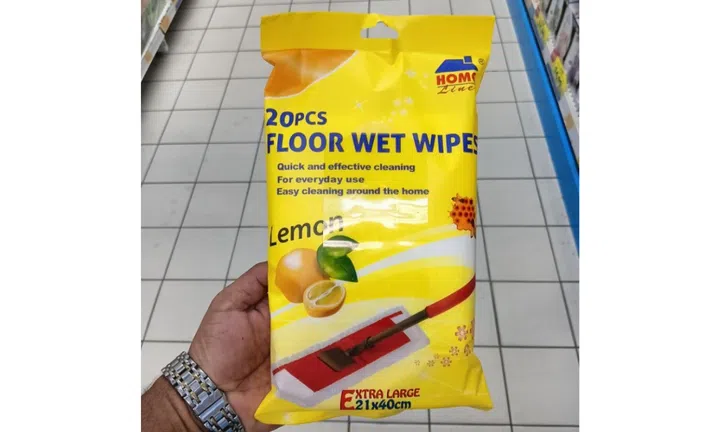 HOME
Line
20PCS
FLOOR WET WIPES
Quick and effective cleaning
For everyday use
Easy cleaning around the home
Lemon
EXTRA LARGE
21x40cm